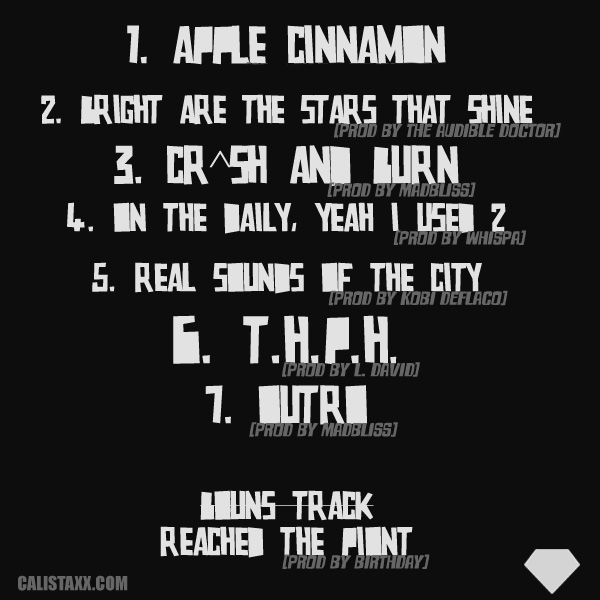 1. APPLE CINNAMON
2. BRIGHT ARE THE STARS THAT SHINE
[PROD BY THE AUDIBLE DOCTOR]
3. CR^SH AND BURN
[PROD BY MADBLISS]
4. ON THE DAILY, YEAH I USED 2
[PROD BY WHISPA]
5. REAL SOUNDS OF THE CITY
[PROD BY KOBI DEFLACO]
6. T.H.P.H.
[PROD BY L. DAVID]
7. OUTRO
[PROD BY MADBLISS]
BOUNS TRACK
REACHED THE PIONT
[PROD BY BIRTHDAY]
CALISTAXX.COM